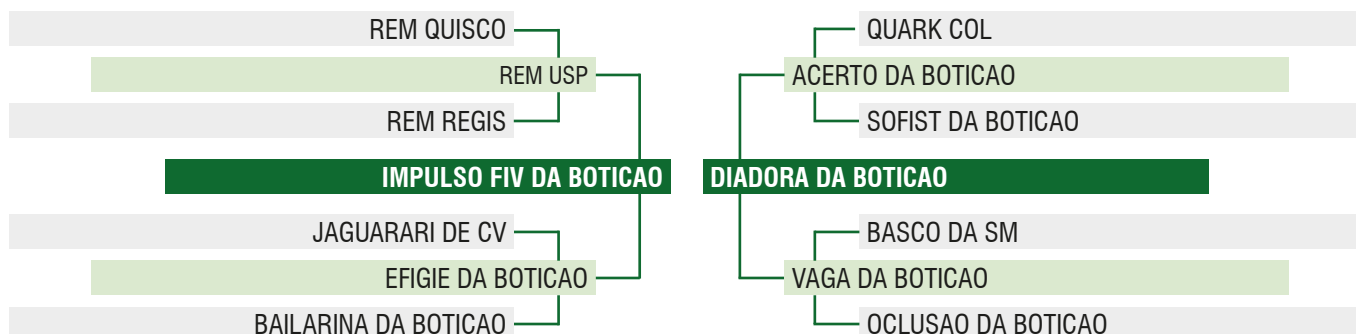 REM QUISCO
QUARK COL
REM USP
ACERTO DA BOTICAO
REM REGIS
SOFIST DA BOTICAO
IMPULSO FIV DA BOTICAO
DIADORA DA BOTICAO
JAGUARARI DE CV
BASCO DA SM
EFIGIE DA BOTICAO
VAGA DA BOTICAO
BAILARINA DA BOTICAO
OCLUSAO DA BOTICAO